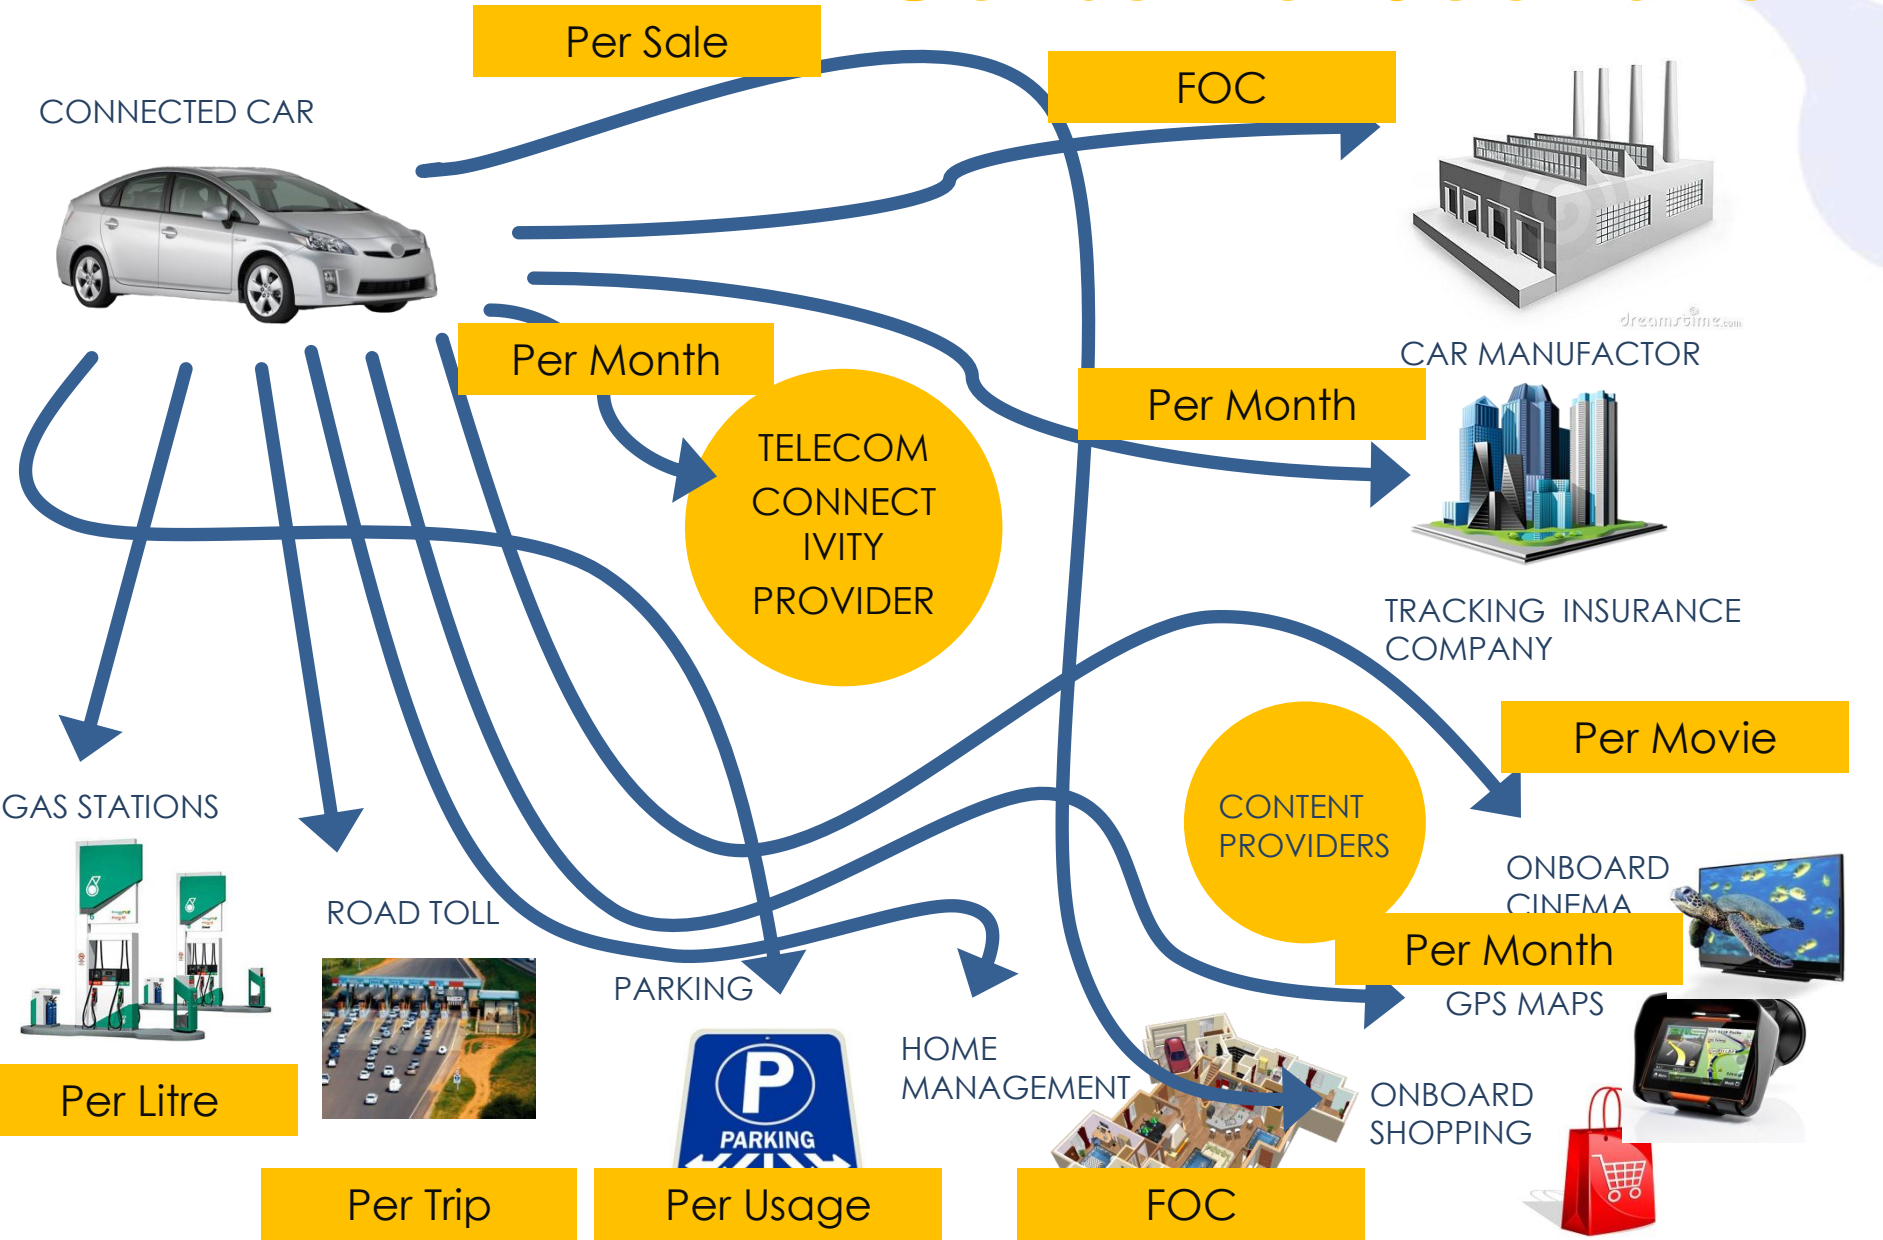 Per Sale
FOC
CONNECTED CAR
dreamstime.com
CAR MANUFACTOR
Per Month
Per Month
TELECOM
CONNECT
IVITY
PROVIDER
TRACKING INSURANCE
COMPANY
Per Movie
GAS STATIONS
CONTENT
PROVIDERS
ONBOARD
CINEMA
ROAD TOLL
Per Month
PARKING
GPS MAPS
HOME
MANAGEMENT
ONBOARD
SHOPPING
Per Litre
P
PARKING
Per Trip
Per Usage
FOC